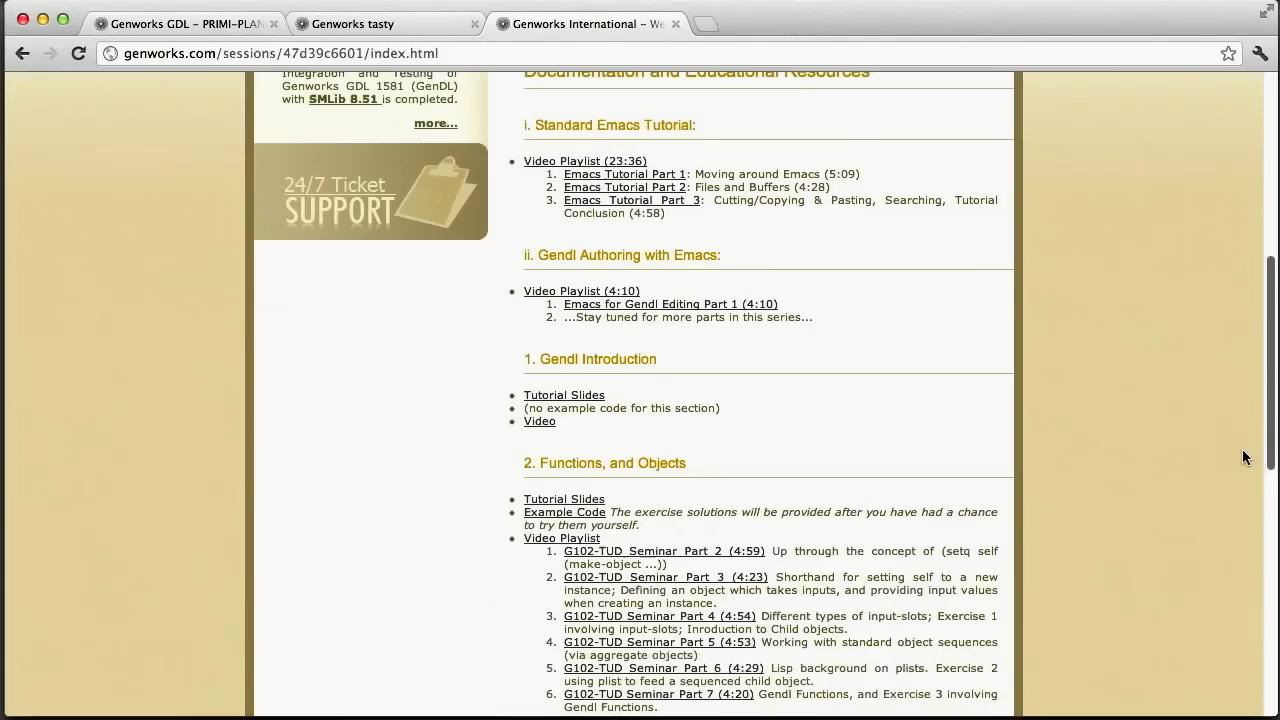 Genworks GDL - PRIMI-PLAN
Genworks tasty
Genworks International - We
genworks.com/sessions/47d39c6601/index.html
Integration and Testing of
Genworks GDL 1581 (GenDL)
with SMLib 8.51 is completed.
more...
24/7 Ticket
SUPPORT
Documentation and Educational Resources
i. Standard Emacs Tutorial:
Video Playlist (23:36)
1. Emacs Tutorial Part 1: Moving around Emacs (5:09)
2. Emacs Tutorial Part 2: Files and Buffers (4:28)
3. Emacs Tutorial Part 3: Cutting/Copying & Pasting, Searching, Tutorial
Conclusion (4:58)
ii. Gendl Authoring with Emacs:
Video Playlist (4:10)
1. Emacs for Gendl Editing Part 1 (4:10)
2. ...Stay tuned for more parts in this series...
1. Gendl Introduction
Tutorial Slides
(no example code for this section)
Video
2. Functions, and Objects
Tutorial Slides
Example Code The exercise solutions will be provided after you have had a chance
to try them yourself.
Video Playlist
1. G102-TUD Seminar Part 2 (4:59) Up through the concept of (setq self
(make-object ...))
2. G102-TUD Seminar Part 3 (4:23) Shorthand for setting self to a new
instance; Defining an object which takes inputs, and providing input values
when creating an instance.
3. G102-TUD Seminar Part 4 (4:54) Different types of input-slots; Exercise 1
involving input-slots; Inroduction to Child objects.
4. G102-TUD Seminar Part 5 (4:53) Working with standard object sequences
(via aggregate objects)
5. G102-TUD Seminar Part 6 (4:29) Lisp background on plists. Exercise 2
using plist to feed a sequenced child object.
6. G102-TUD Seminar Part 7 (4:20) Gendl Functions, and Exercise 3 involving
Gendl Functions.